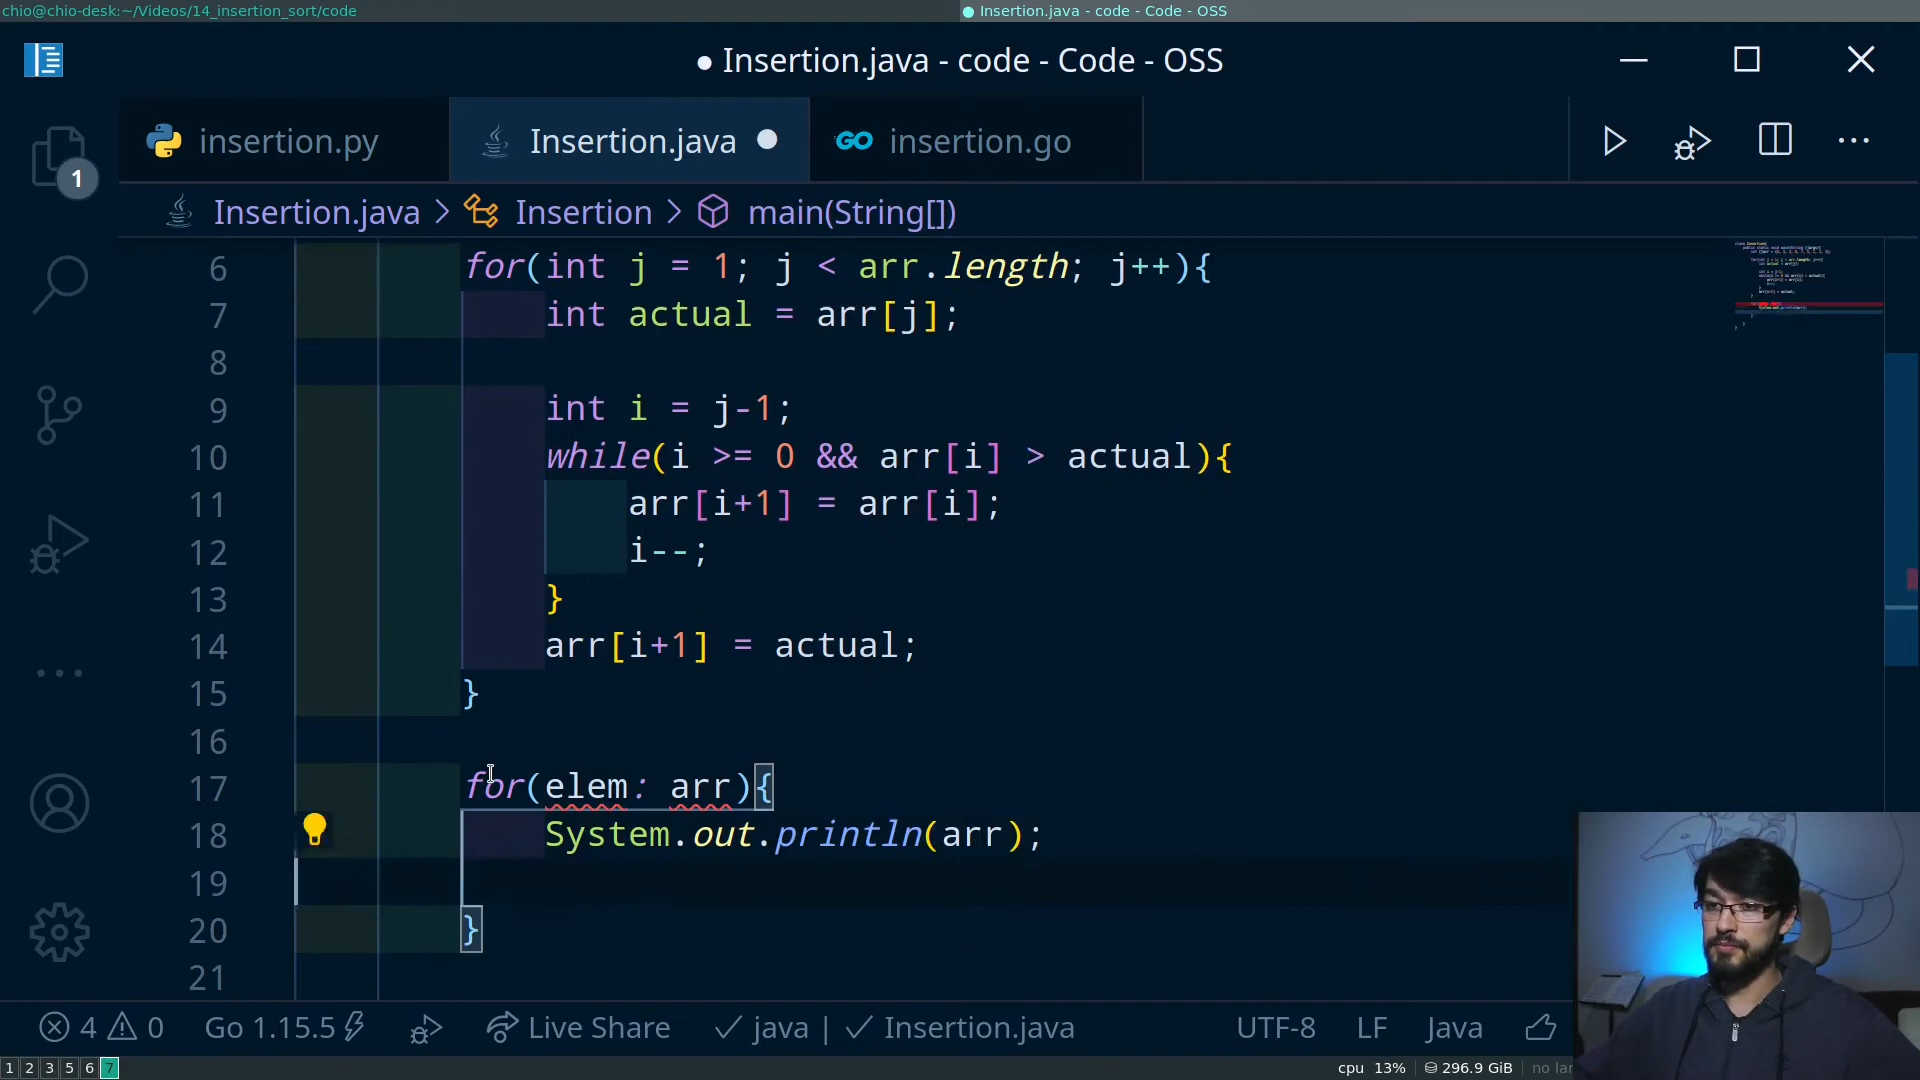 chio@chio-desk:~/Videos/14_insertion_sort/code
● Insertion.java - code - Code - OSS
● Insertion.java - code - Code - OSS
insertion.py
Insertion.java
GO insertion.go
1
Insertion.java > Insertion > main(String[])
6 for(int j = 1; j < arr.length; j++){
7 int actual = arr[j];
8
9 int i = j-1;
10 while(i >= 0 && arr[i] > actual){
11 arr[i+1] = arr[i];
12 i--;
13 }
14 arr[i+1] = actual;
15 }
16
17 for(elem: arr){
18 System.out.println(arr);
19
20 }
21
4 0 Go 1.15.5 Live Share java | Insertion.java UTF-8 LF Java
1 2 3 4 5 6 7 cpu 13% 296.9 GiB no